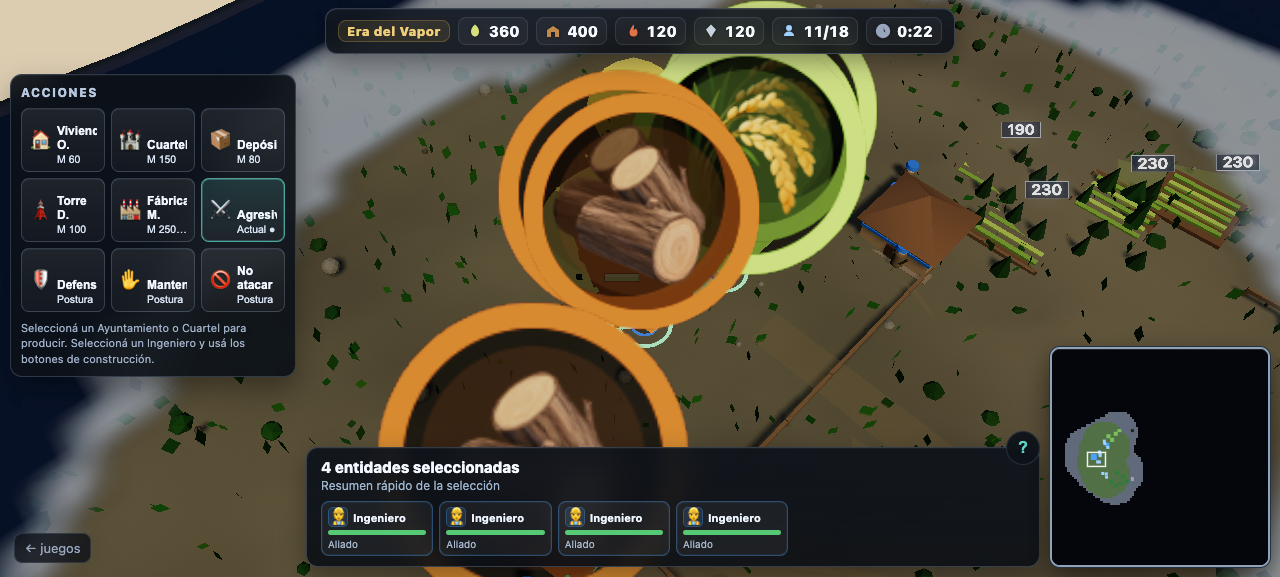 Era del Vapor
360
400
120
120
11/18
0:22
ACCIONES
Viviend
O.
M 60
Cuartel
M 150
Depósi
M 80
Torre
D.
M 100
Fábrica
M.
M 250...
Agresiv
Actual ●
Defens
Postura
Manten
Postura
No
atacar
Postura
Seleccioná un Ayuntamiento o Cuartel para
producir. Seleccioná un Ingeniero y usá los
botones de construcción.
190
230
230
230
4 entidades seleccionadas
Resumen rápido de la selección
?
Ingeniero
Aliado
Ingeniero
Aliado
Ingeniero
Aliado
Ingeniero
Aliado
← juegos